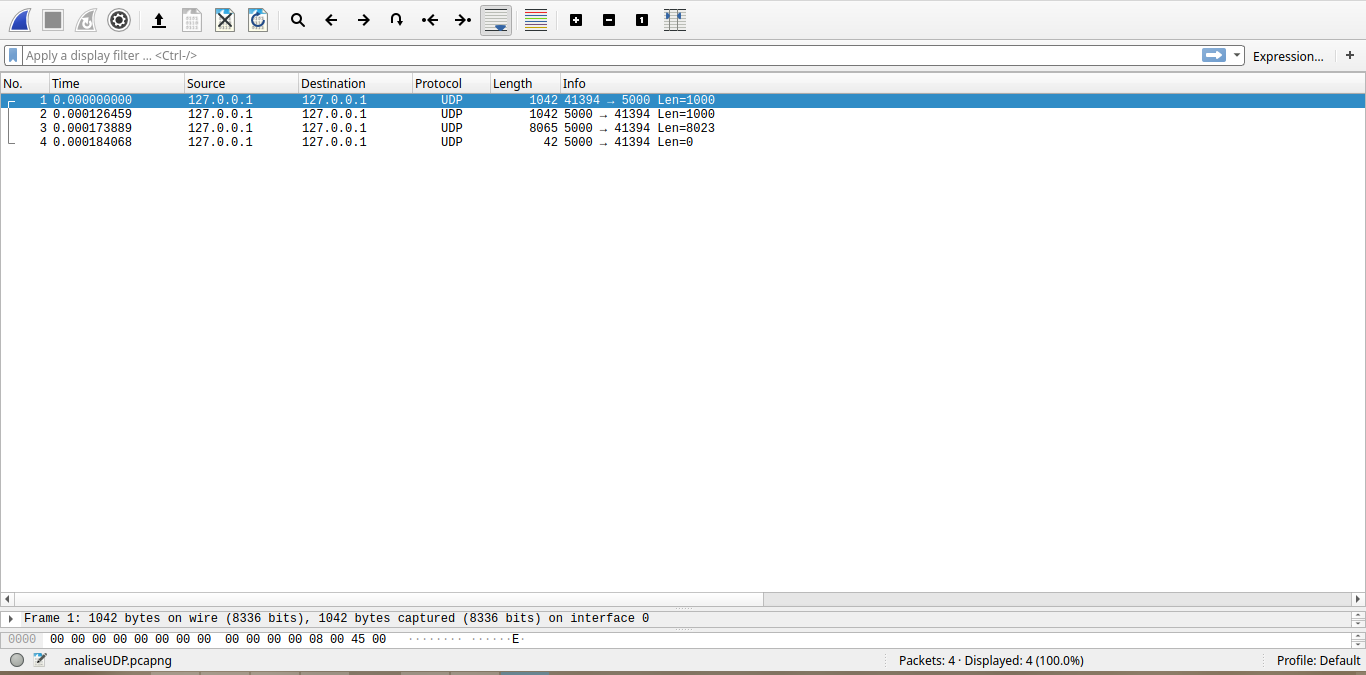 Apply a display filter ... <Ctrl-/> Expression... +
No. Time Source Destination Protocol Length Info
1 0.000000000 127.0.0.1 127.0.0.1 UDP 1042 41394 → 5000 Len=1000
2 0.000126459 127.0.0.1 127.0.0.1 UDP 1042 5000 → 41394 Len=1000
3 0.000173889 127.0.0.1 127.0.0.1 UDP 8065 5000 → 41394 Len=8023
4 0.000184068 127.0.0.1 127.0.0.1 UDP 42 5000 → 41394 Len=0
Frame 1: 1042 bytes on wire (8336 bits), 1042 bytes captured (8336 bits) on interface 0
0000 00 00 00 00 00 00 00 00 00 00 00 00 08 00 45 00 ········ ······E·
analiseUDP.pcapng Packets: 4 · Displayed: 4 (100.0%) Profile: Default